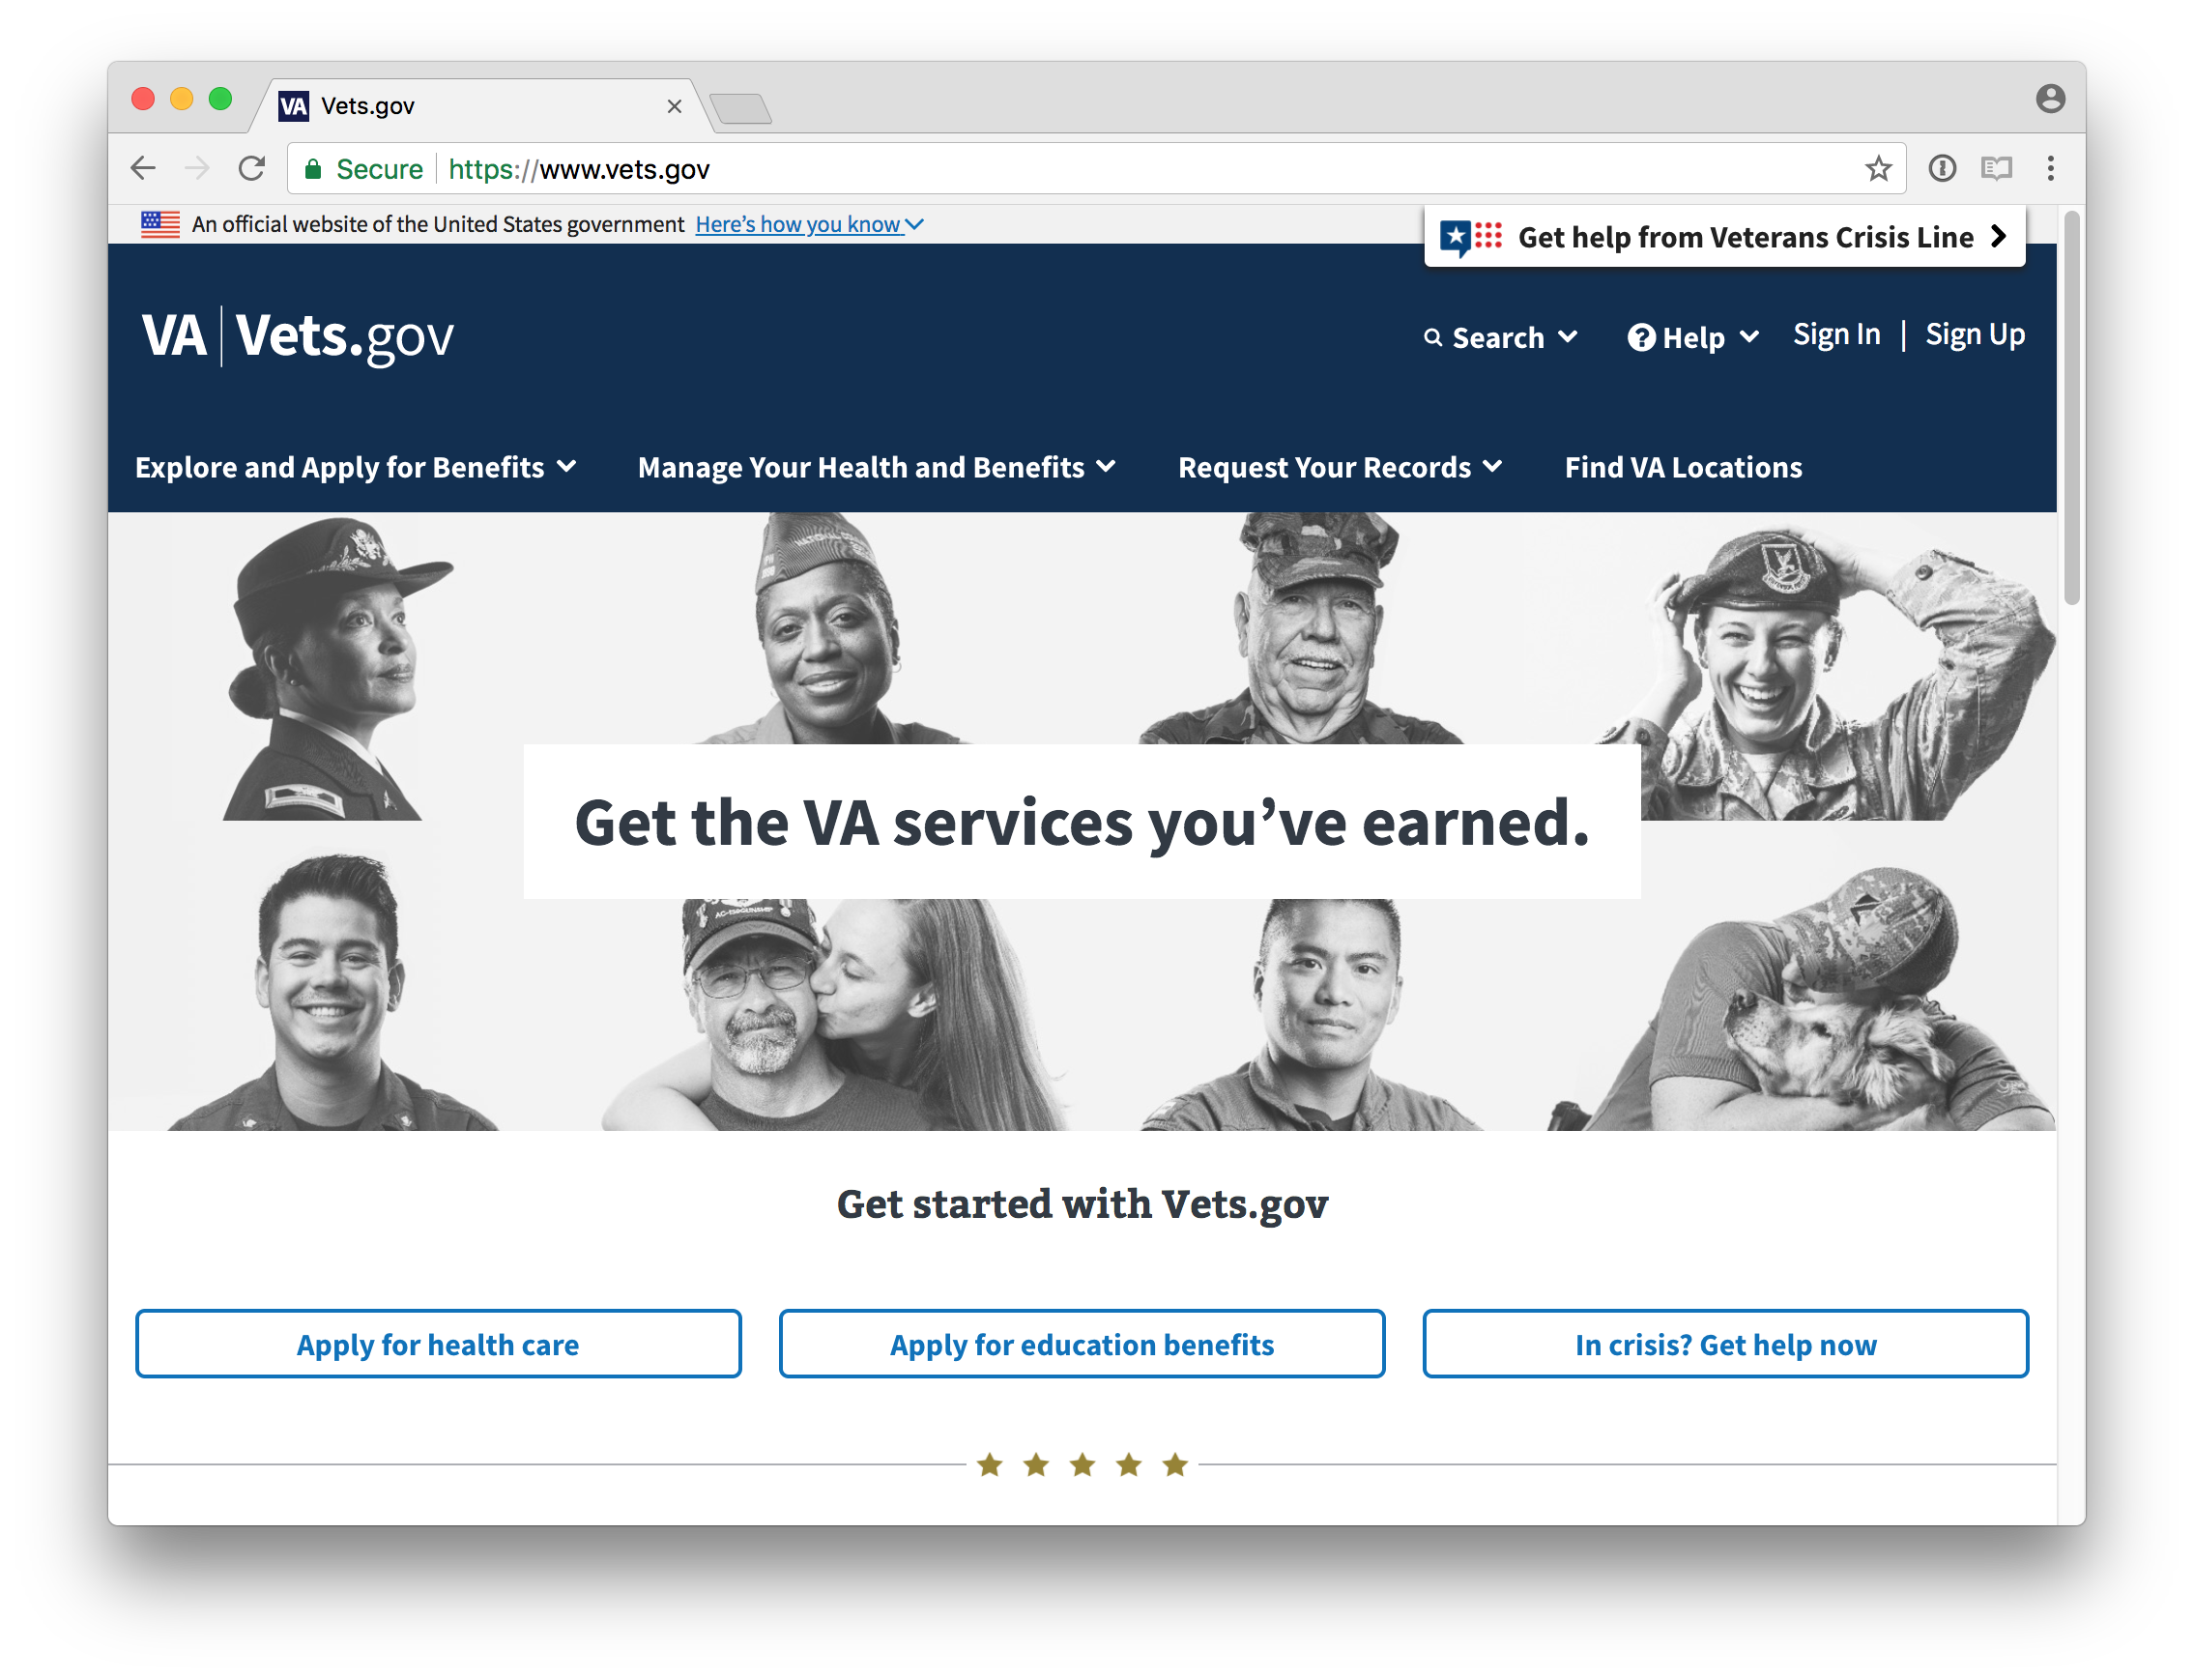 VA Vets.gov
Secure https://www.vets.gov
An official website of the United States government Here's how you know
Get help from Veterans Crisis Line
VA Vets.gov
Search Help Sign In | Sign Up
Explore and Apply for Benefits Manage Your Health and Benefits Request Your Records Find VA Locations
Get the VA services you’ve earned.
AC-130 GUNSHIP
Get started with Vets.gov
Apply for health care Apply for education benefits In crisis? Get help now